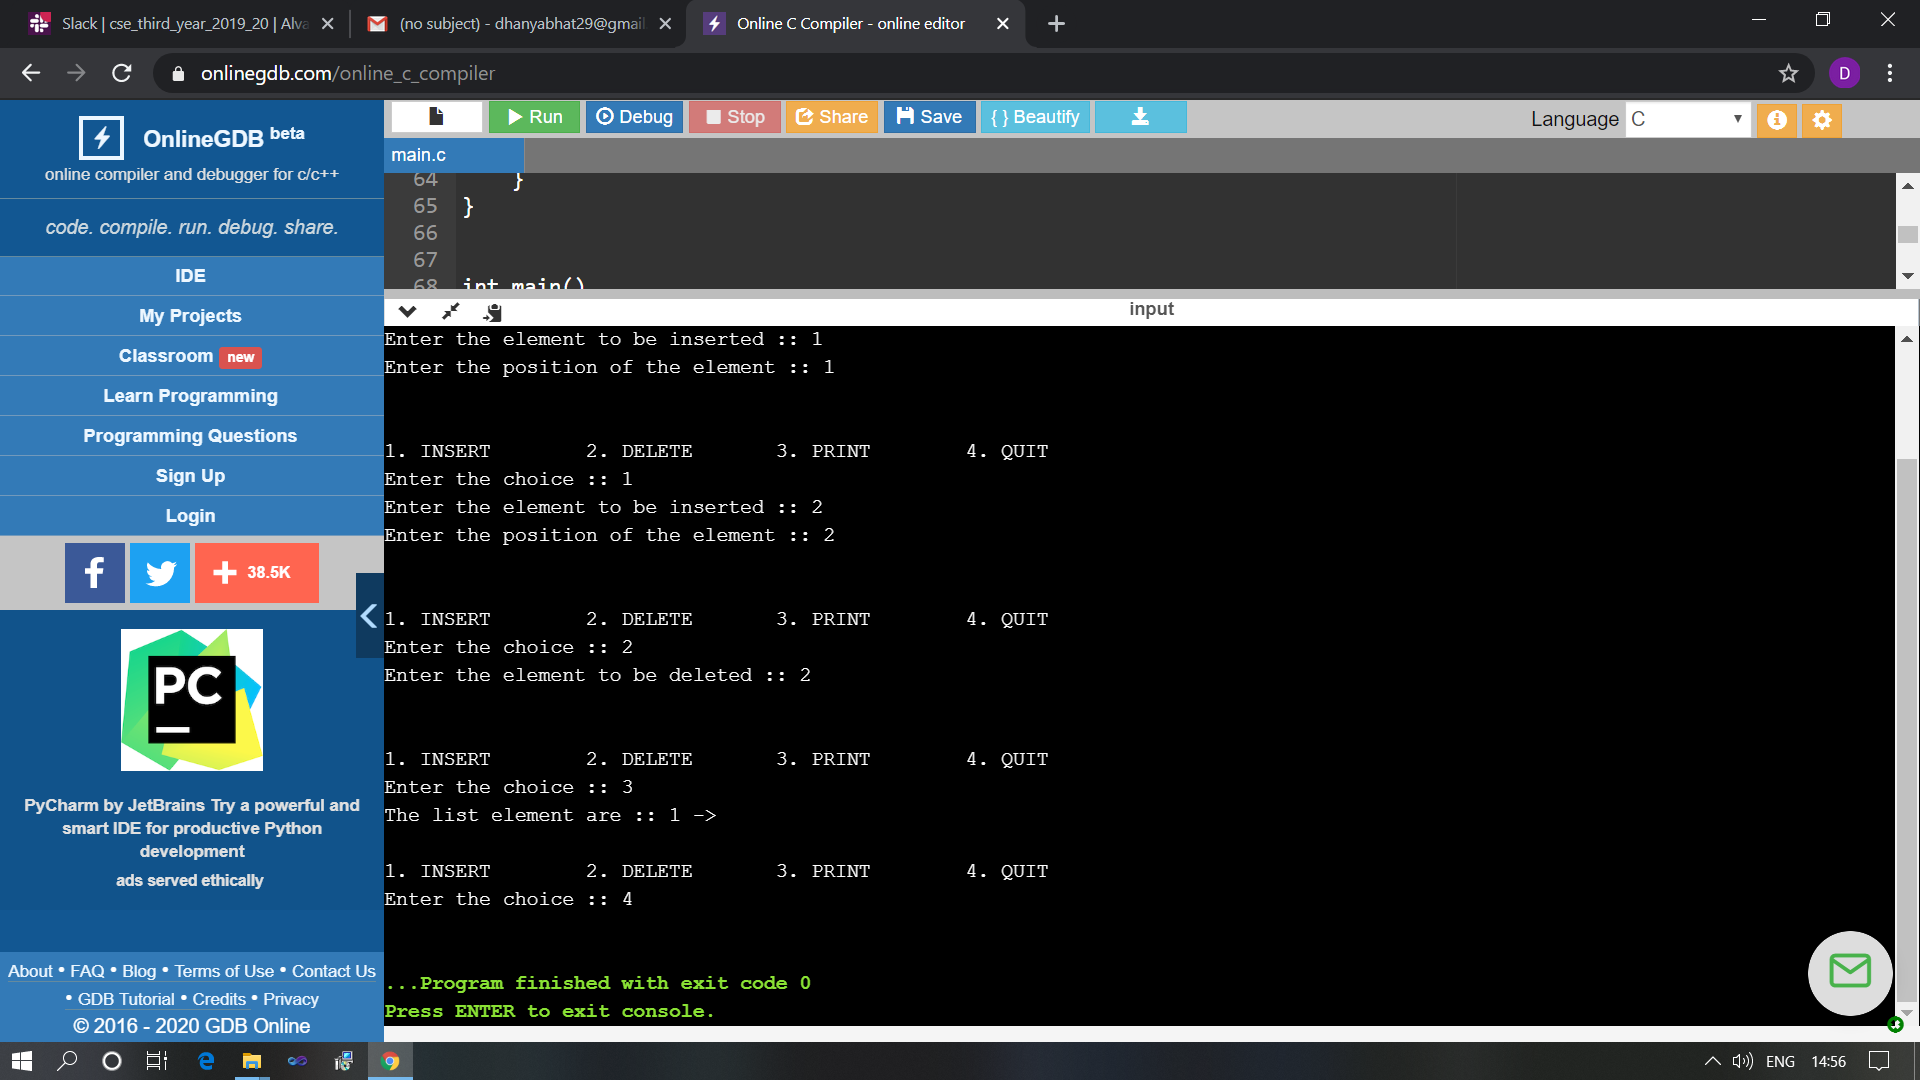 Slack | cse_third_year_2019_20 | Alva
(no subject) - dhanyabhat29@gmail
Online C Compiler - online editor
onlinegdb.com/online_c_compiler
D
OnlineGDB beta
online compiler and debugger for c/c++
code. compile. run. debug. share.
IDE
My Projects
Classroom new
Learn Programming
Programming Questions
Sign Up
Login
38.5K
PC
PyCharm by JetBrains Try a powerful and
smart IDE for productive Python
development
ads served ethically
About • FAQ • Blog • Terms of Use • Contact Us
• GDB Tutorial • Credits • Privacy
© 2016 - 2020 GDB Online
Run Debug Stop Share Save { } Beautify
Language C
main.c
64 }
65 }
66
67
68 int main()
input
Enter the element to be inserted :: 1
Enter the position of the element :: 1
1. INSERT 2. DELETE 3. PRINT 4. QUIT
Enter the choice :: 1
Enter the element to be inserted :: 2
Enter the position of the element :: 2
1. INSERT 2. DELETE 3. PRINT 4. QUIT
Enter the choice :: 2
Enter the element to be deleted :: 2
1. INSERT 2. DELETE 3. PRINT 4. QUIT
Enter the choice :: 3
The list element are :: 1 ->
1. INSERT 2. DELETE 3. PRINT 4. QUIT
Enter the choice :: 4
...Program finished with exit code 0
Press ENTER to exit console.
ENG 14:56